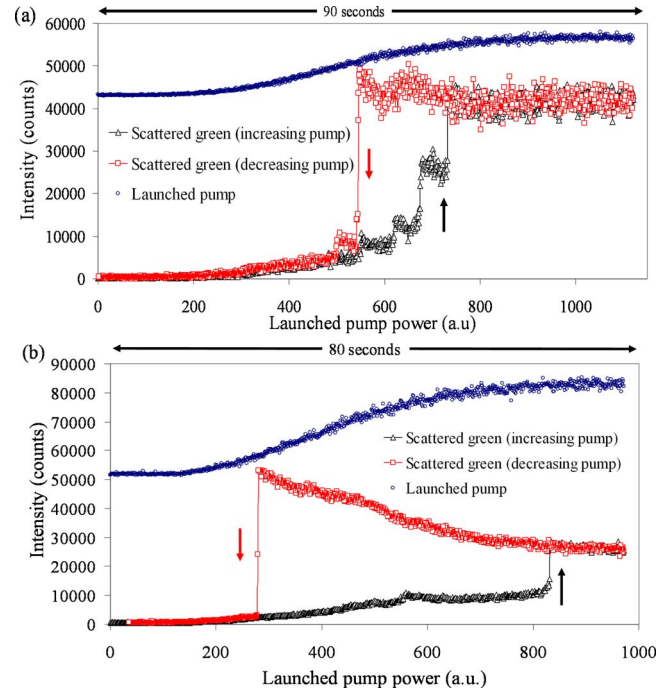 (a)
90 seconds
60000
50000
40000
30000
20000
10000
0
Intensity (counts)
Scattered green (increasing pump)
Scattered green (decreasing pump)
Launched pump
0 200 400 600 800 1000
Launched pump power (a.u.)
(b)
80 seconds
90000
80000
70000
60000
50000
40000
30000
20000
10000
0
Intensity (counts)
Scattered green (increasing pump)
Scattered green (decreasing pump)
Launched pump
0 200 400 600 800 1000
Launched pump power (a.u.)